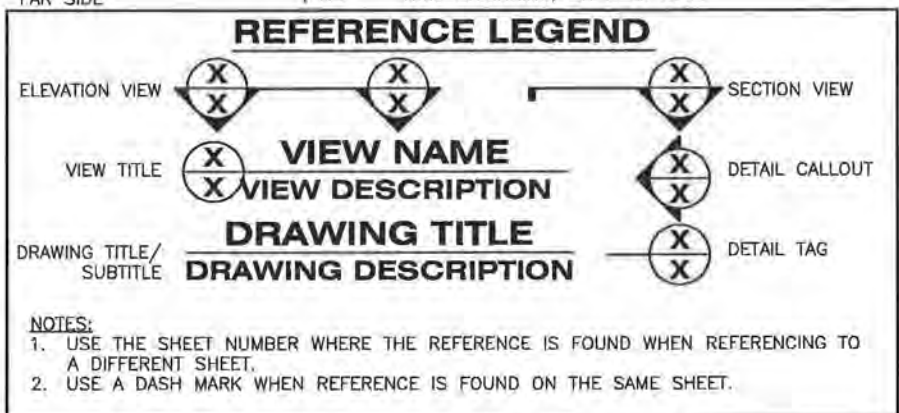 FAR SIDE
REFERENCE LEGEND
ELEVATION VIEW
X
X
X
X
X
X
SECTION VIEW
VIEW TITLE
X
X
VIEW NAME
VIEW DESCRIPTION
X
X
DETAIL CALLOUT
DRAWING TITLE/
SUBTITLE
DRAWING TITLE
DRAWING DESCRIPTION
X
X
DETAIL TAG
NOTES:
1. USE THE SHEET NUMBER WHERE THE REFERENCE IS FOUND WHEN REFERENCING TO
A DIFFERENT SHEET.
2. USE A DASH MARK WHEN REFERENCE IS FOUND ON THE SAME SHEET.